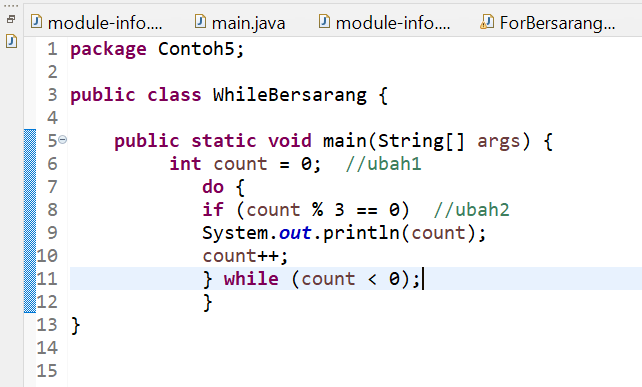 module-info.... main.java module-info.... ForBersarang...
1 package Contoh5;
2
3 public class WhileBersarang {
4
5 public static void main(String[] args) {
6 int count = 0; //ubah1
7 do {
8 if (count % 3 == 0) //ubah2
9 System.out.println(count);
10 count++;
11 } while (count < 0);
12 }
13 }
14
15